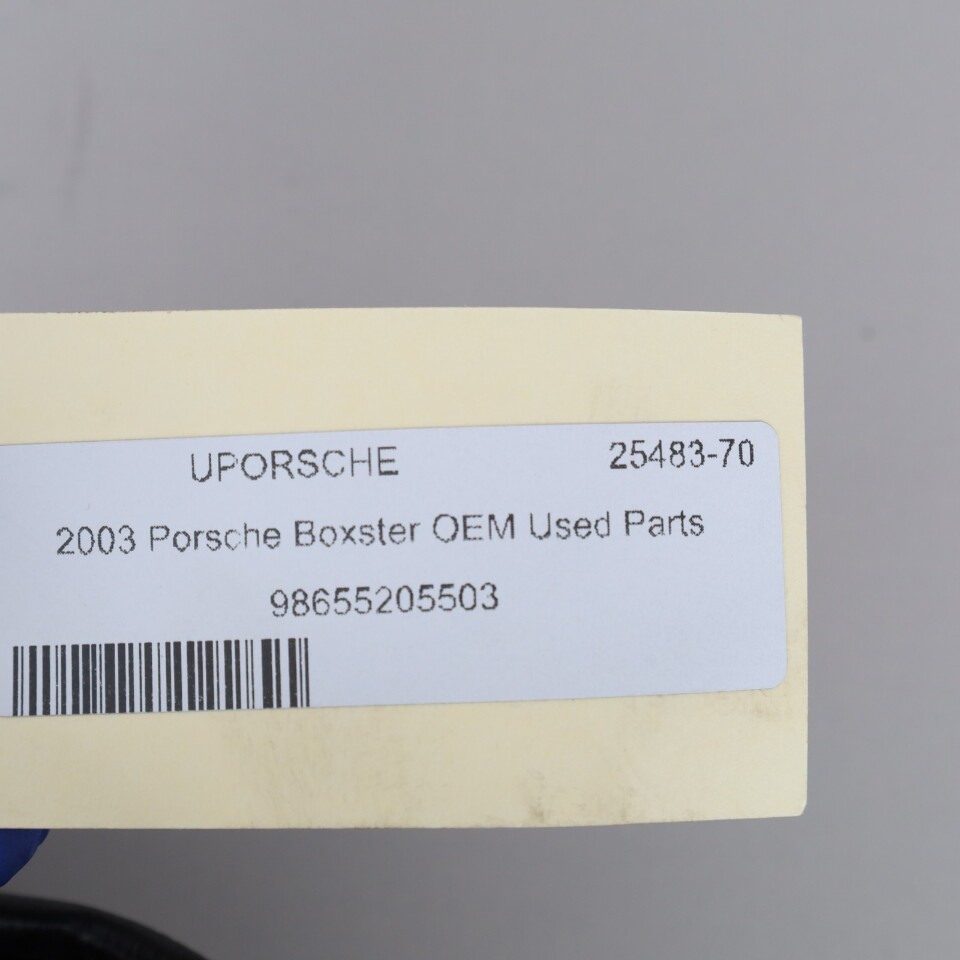 UPORSCHE 25483-70
2003 Porsche Boxster OEM Used Parts
98655205503